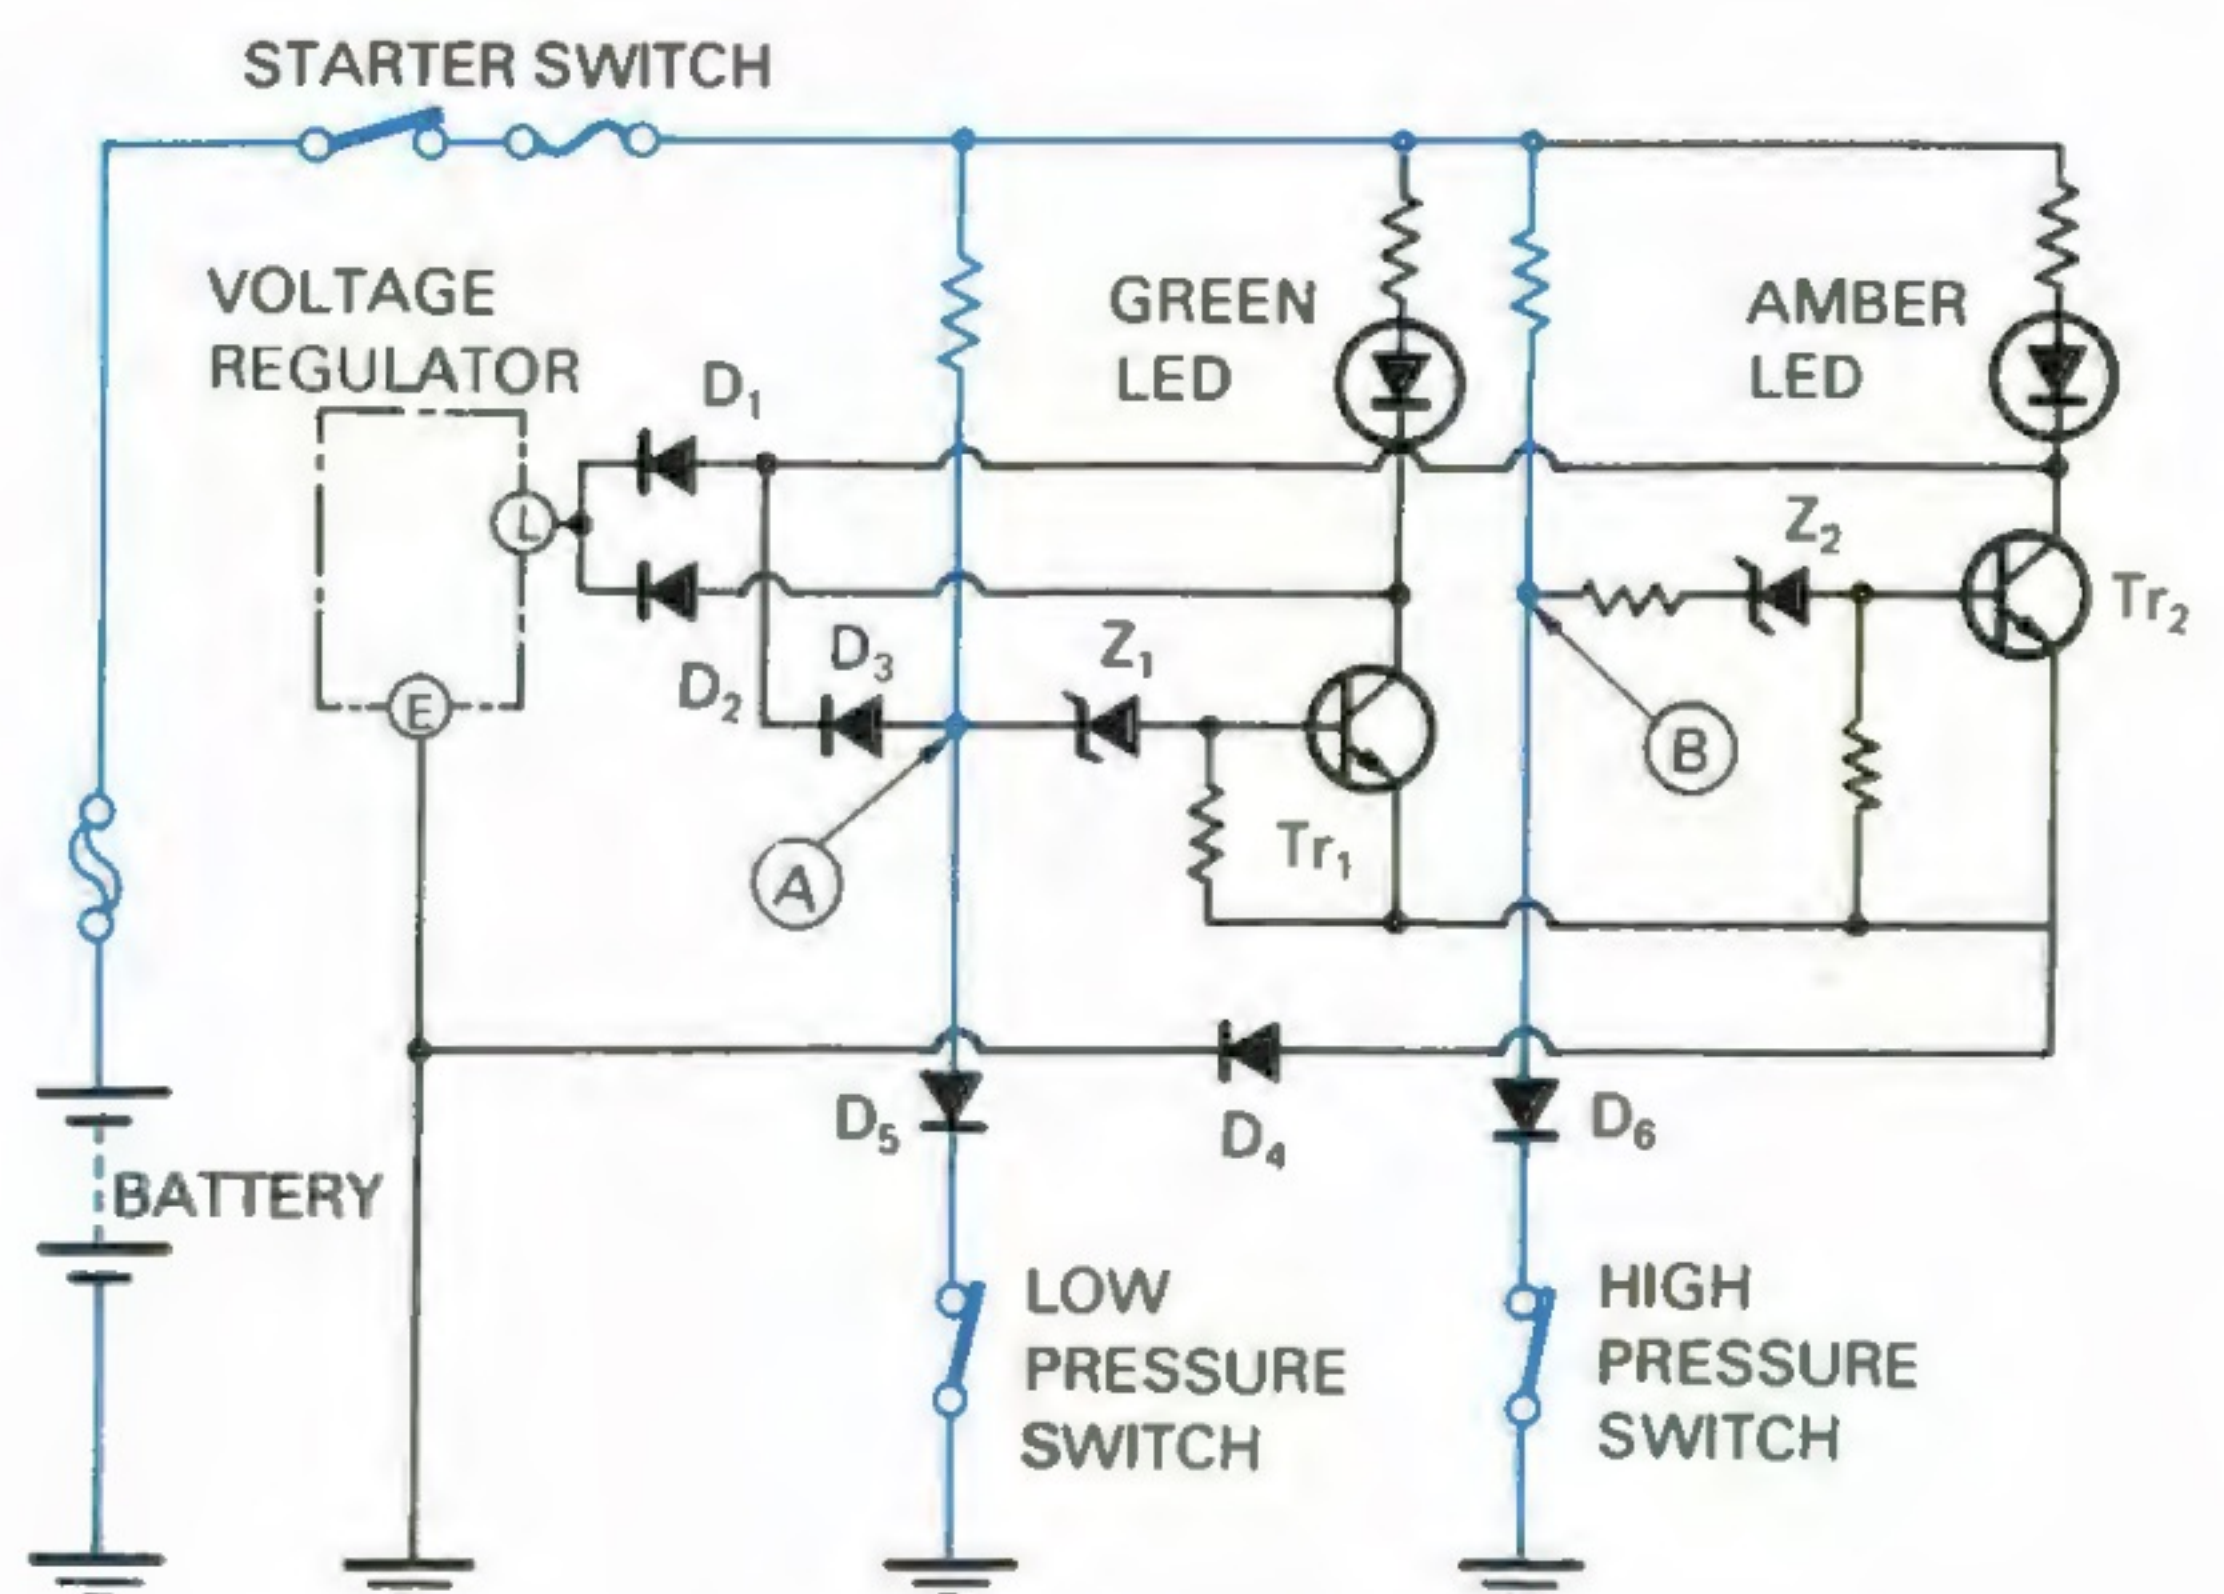 STARTER SWITCH
VOLTAGE
REGULATOR
GREEN
LED
AMBER
LED
D1
L
Z2
Tr2
D2
D3
Z1
E
B
Tr1
A
D5
D4
D6
BATTERY
LOW
PRESSURE
SWITCH
HIGH
PRESSURE
SWITCH